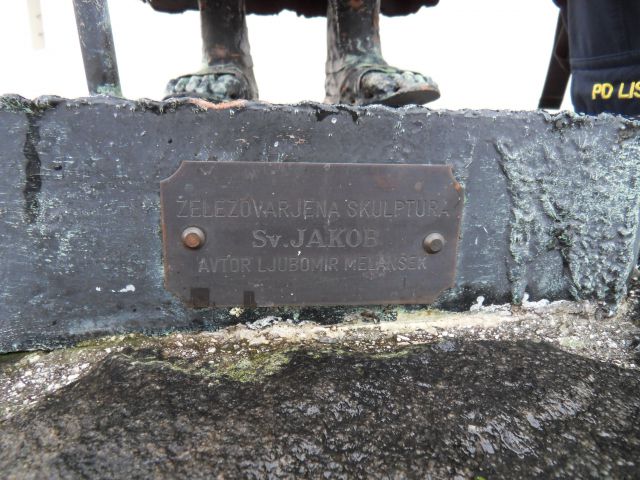 ŽELEZOVARJENA SKULPTURA
Sv. JAKOB
AVTOR LJUBOMIR MELANŠEK
PD LIS